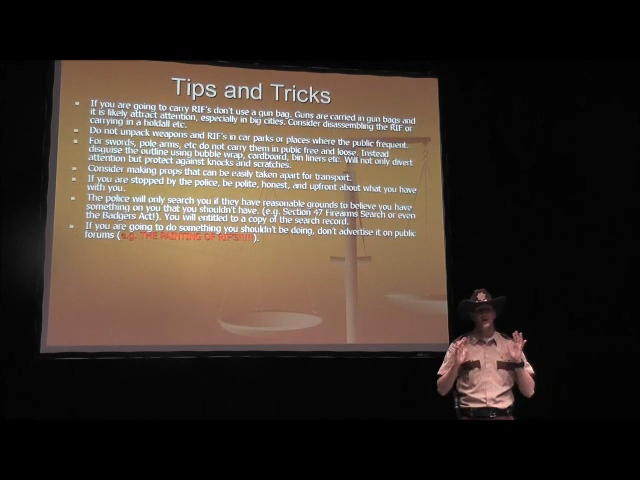 Tips and Tricks
If you are going to carry RIF's don't use a gun bag. Guns are carried in gun bags and
it is likely attract attention, especially in big cities. Consider disassembling the RIF or
carrying in a holdall etc.
Do not unpack weapons and RIF's in car parks or places where the public frequent.
For swords, pole arms, etc do not carry them in pubic free and loose. Instead
disguise the outline using bubble wrap, cardboard, bin liners etc. Will not only divert
attention but protect against knocks and scratches.
Consider making props that can be easily taken apart for transport.
If you are stopped by the police, be polite, honest, and upfront about what you have
with you.
The police will only search you if they have reasonable grounds to believe you have
something on you that you shouldn't have. (e.g. Section 47 Firearms Search or even
the Badgers Act!). You will entitled to a copy of the search record.
If you are going to do something you shouldn't be doing, don't advertise it on public
forums (e.g. THE PAINTING OF RIFS!!!!!).